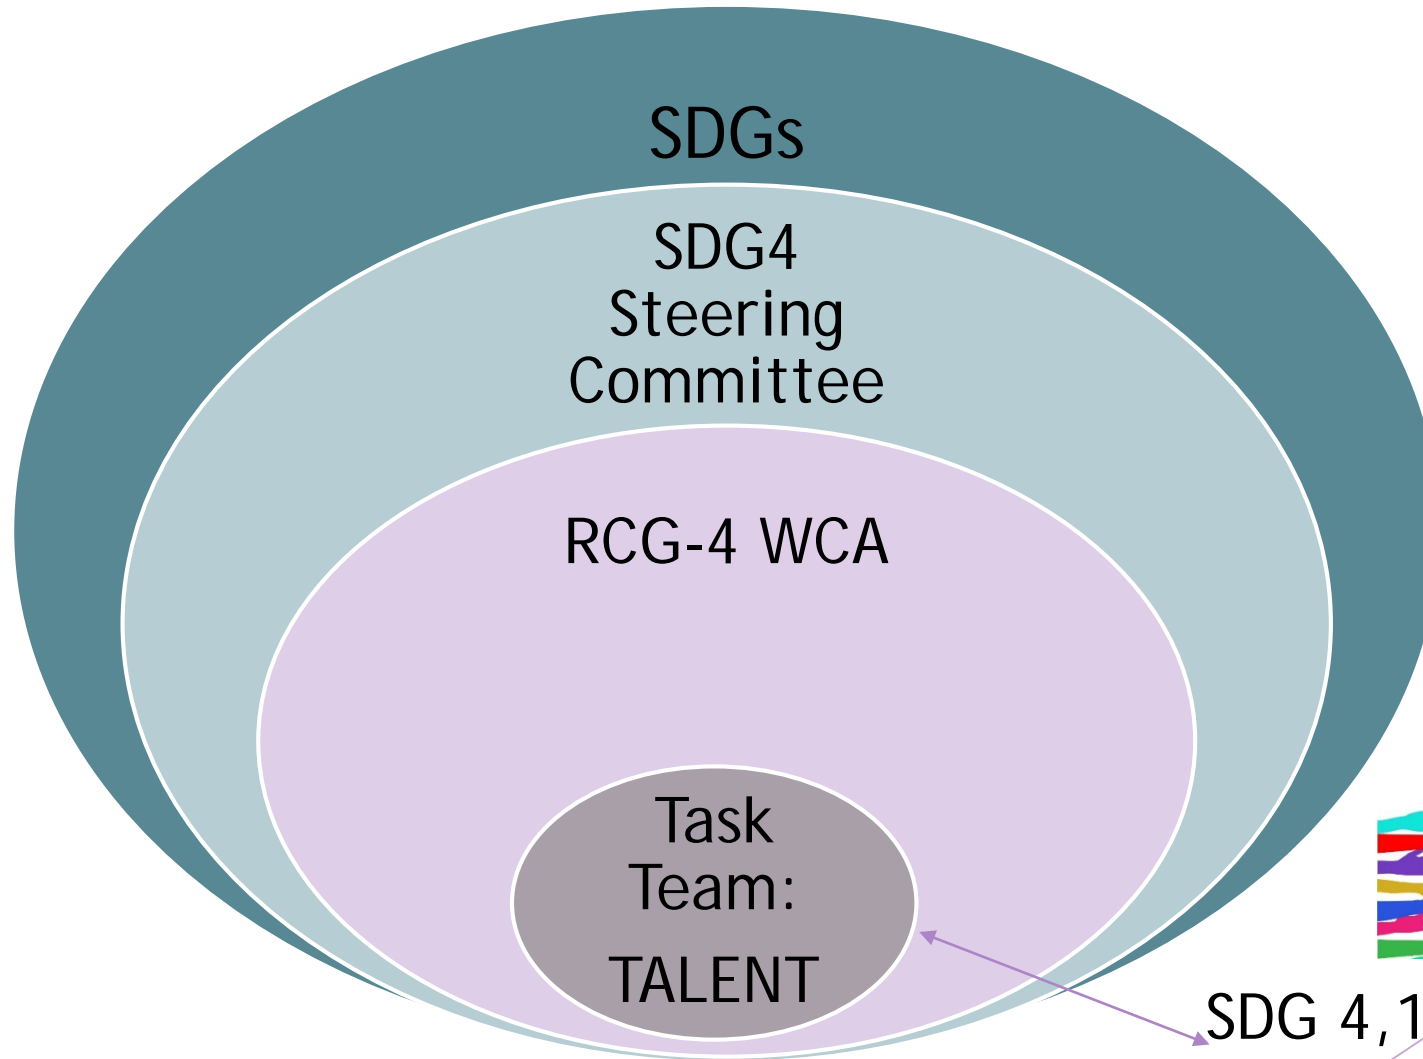 SDGs
SDG4
Steering
Committee
RCG-4 WCA
Task
Team:
TALENT
SDG 4,1